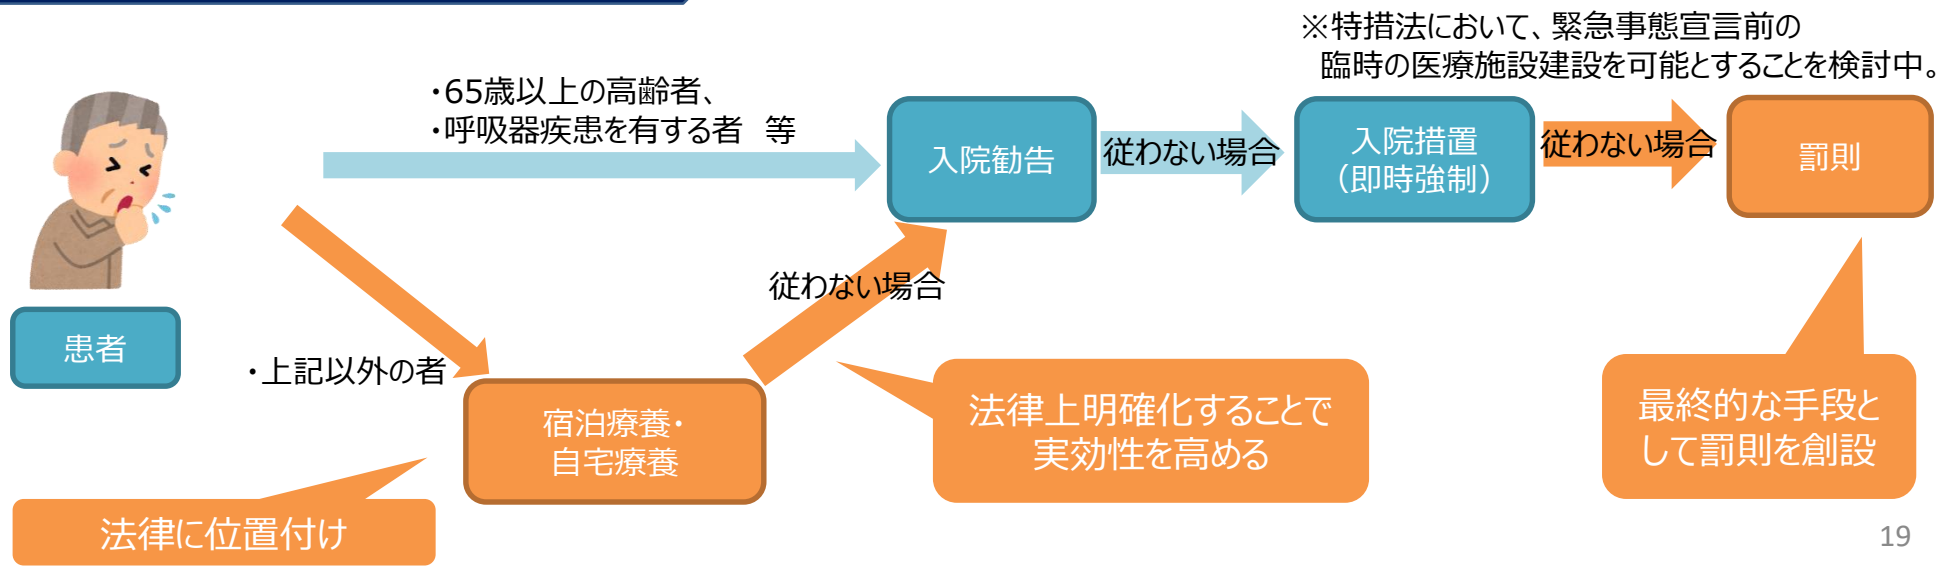 ※特措法において、緊急事態宣言前の
臨時の医療施設建設を可能とすることを検討中。
・65歳以上の高齢者、
・呼吸器疾患を有する者　等
入院勧告
従わない場合
入院措置
（即時強制）
従わない場合
罰則
従わない場合
患者
・上記以外の者
宿泊療養・
自宅療養
法律上明確化することで
実効性を高める
最終的な手段と
して罰則を創設
法律に位置付け
19